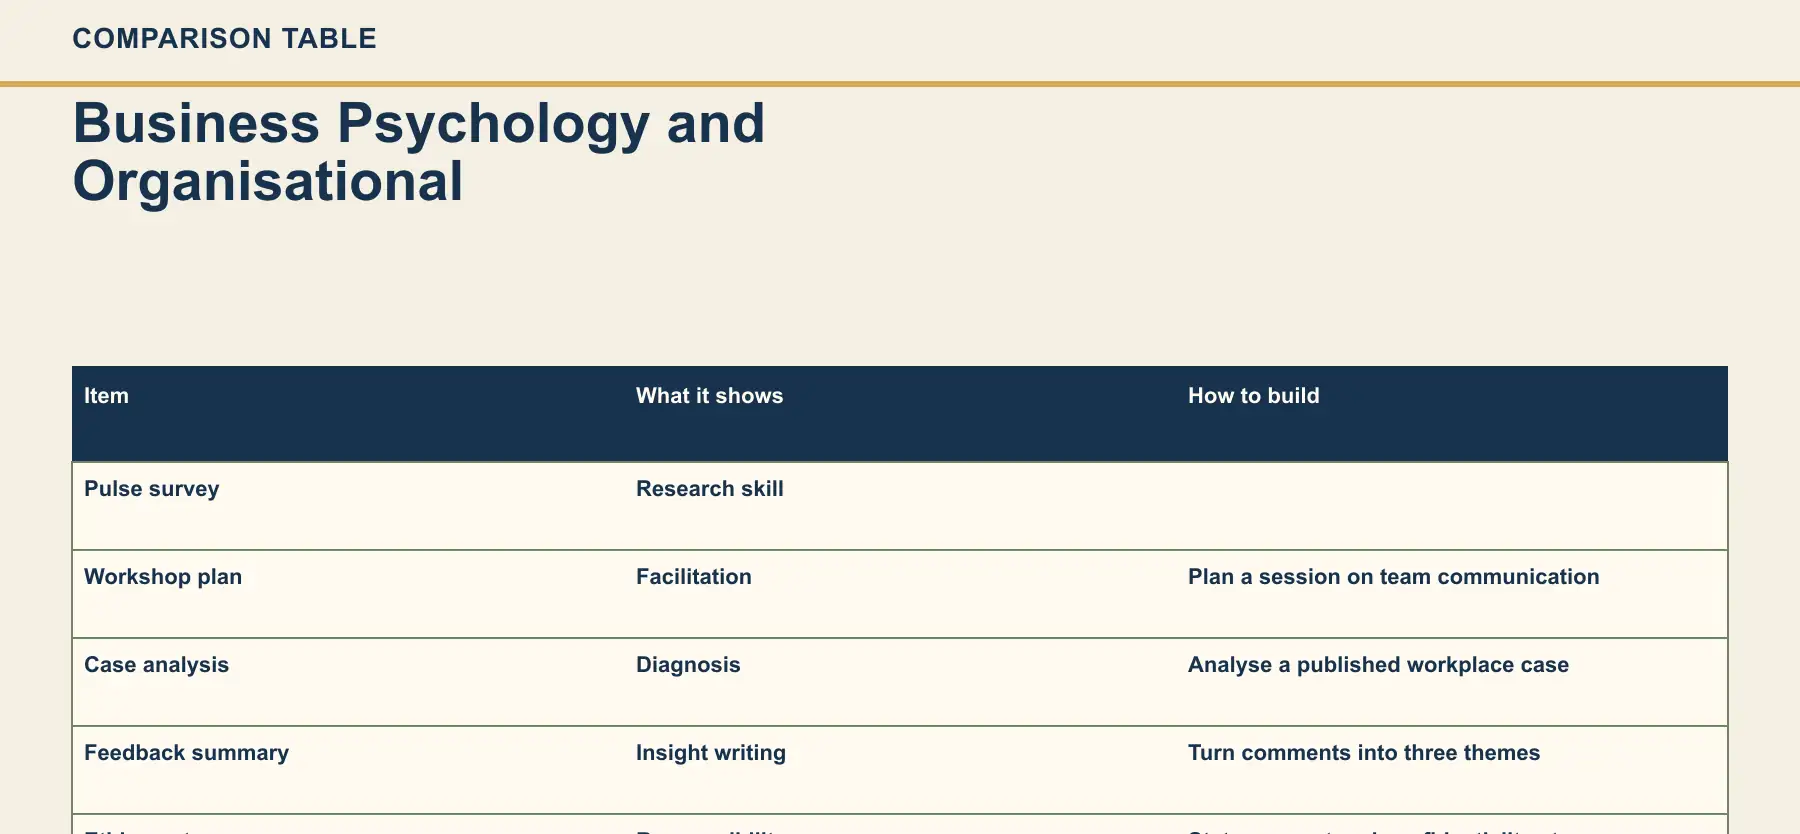 COMPARISON TABLE
Business Psychology and
Organisational
Item What it shows How to build
Pulse survey Research skill
Workshop plan Facilitation Plan a session on team communication
Case analysis Diagnosis Analyse a published workplace case
Feedback summary Insight writing Turn comments into three themes